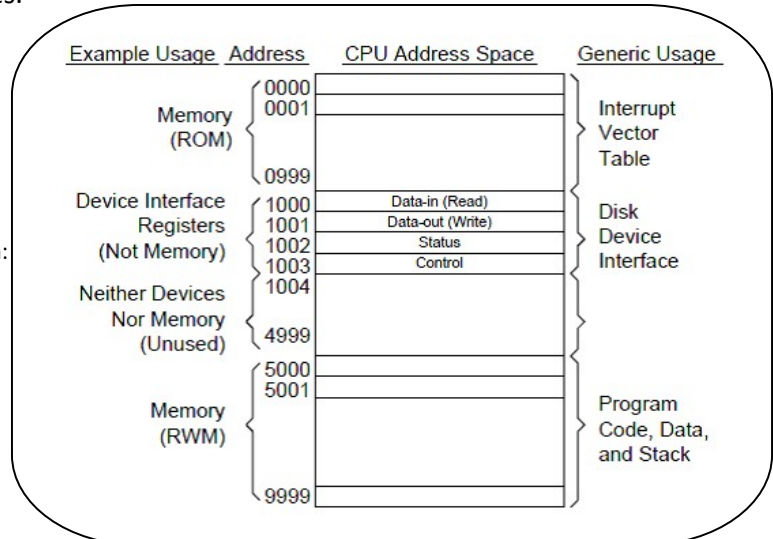 Example Usage Address CPU Address Space Generic Usage
0000
0001
Memory
(ROM)
Interrupt
Vector
Table
0999
Device Interface
Registers
(Not Memory)
1000 Data-in (Read)
1001 Data-out (Write)
1002 Status
1003 Control
Disk
Device
Interface
1004
Neither Devices
Nor Memory
(Unused)
4999
5000
5001
Memory
(RWM)
Program
Code, Data,
and Stack
9999